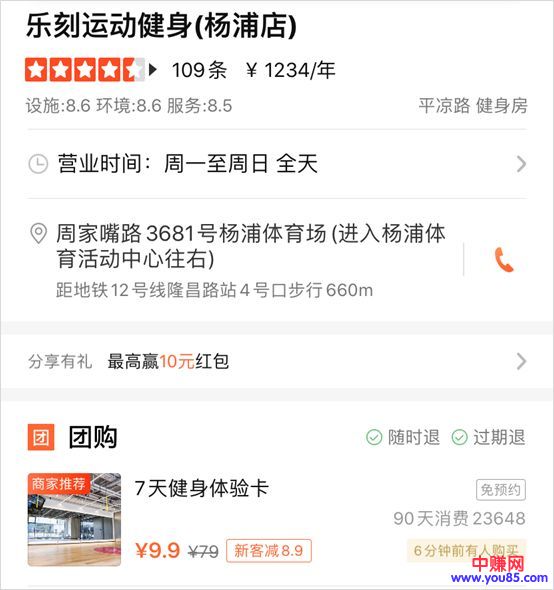 乐刻运动健身(杨浦店)
109条 ¥1234/年
设施:8.6 环境:8.6 服务:8.5 平凉路 健身房
营业时间：周一至周日 全天
周家嘴路3681号杨浦体育场(进入杨浦体
育活动中心往右)
距地铁12号线隆昌路站4号口步行660m
分享有礼 最高赢10元红包
团 团购 随时退 过期退
商家推荐 7天健身体验卡 免预约
90天消费23648
¥9.9 ¥79 新客减8.9 6分钟前有人购买
中赚网
www.you85.com